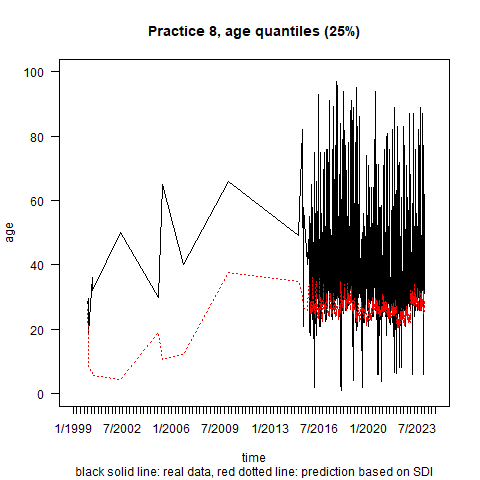 Practice 8, age quantiles (25%)
100
80
60
40
20
0
age
1/1999 7/2002 1/2006 7/2009 1/2013 7/2016 1/2020 7/2023
time
black solid line: real data, red dotted line: prediction based on SDI